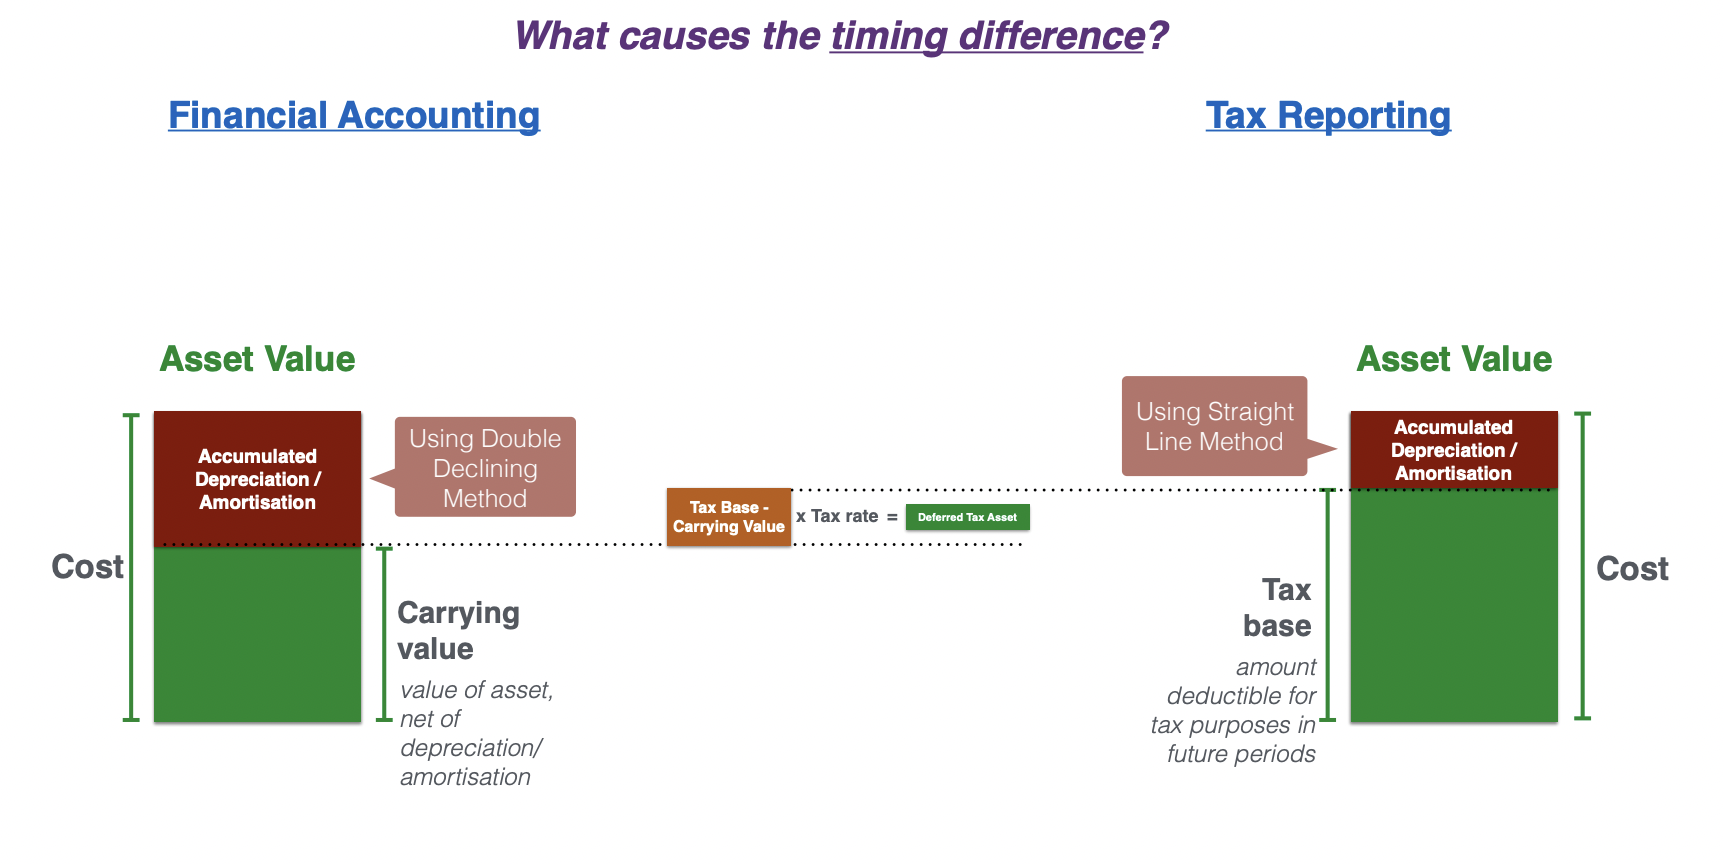 What causes the timing difference?
Financial Accounting
Tax Reporting
Asset Value
Asset Value
Accumulated
Depreciation /
Amortisation
Using Double
Declining
Method
Using Straight
Line Method
Accumulated
Depreciation /
Amortisation
Tax Base -
Carrying Value
x Tax rate =
Deferred Tax Asset
Cost
Carrying
value
value of asset,
net of
depreciation/
amortisation
Tax
base
amount
deductible for
tax purposes in
future periods
Cost